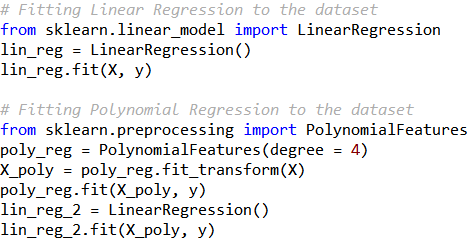 # Fitting Linear Regression to the dataset
from sklearn.linear_model import LinearRegression
lin_reg = LinearRegression()
lin_reg.fit(X, y)
# Fitting Polynomial Regression to the dataset
from sklearn.preprocessing import PolynomialFeatures
poly_reg = PolynomialFeatures(degree = 4)
X_poly = poly_reg.fit_transform(X)
poly_reg.fit(X_poly, y)
lin_reg_2 = LinearRegression()
lin_reg_2.fit(X_poly, y)